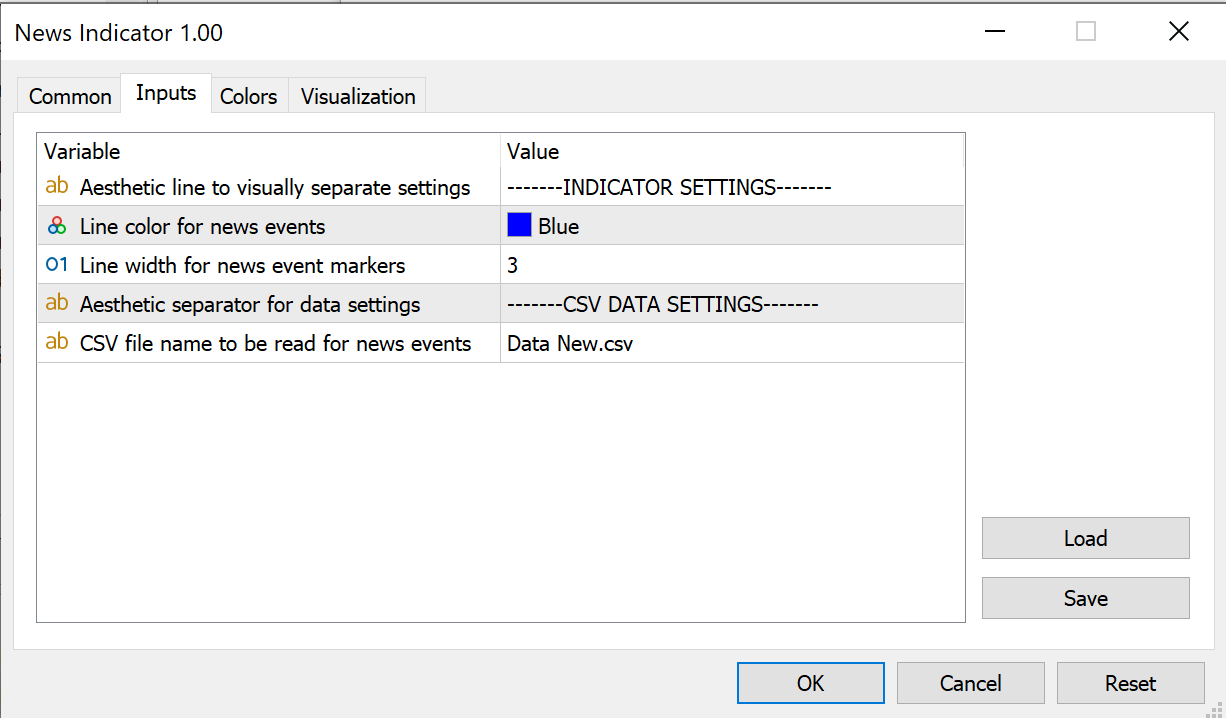 News Indicator 1.00
Common Inputs Colors Visualization
Variable Value
ab Aesthetic line to visually separate settings -------INDICATOR SETTINGS-------
Line color for news events Blue
01 Line width for news event markers 3
ab Aesthetic separator for data settings -------CSV DATA SETTINGS-------
ab CSV file name to be read for news events Data New.csv
Load
Save
OK Cancel Reset